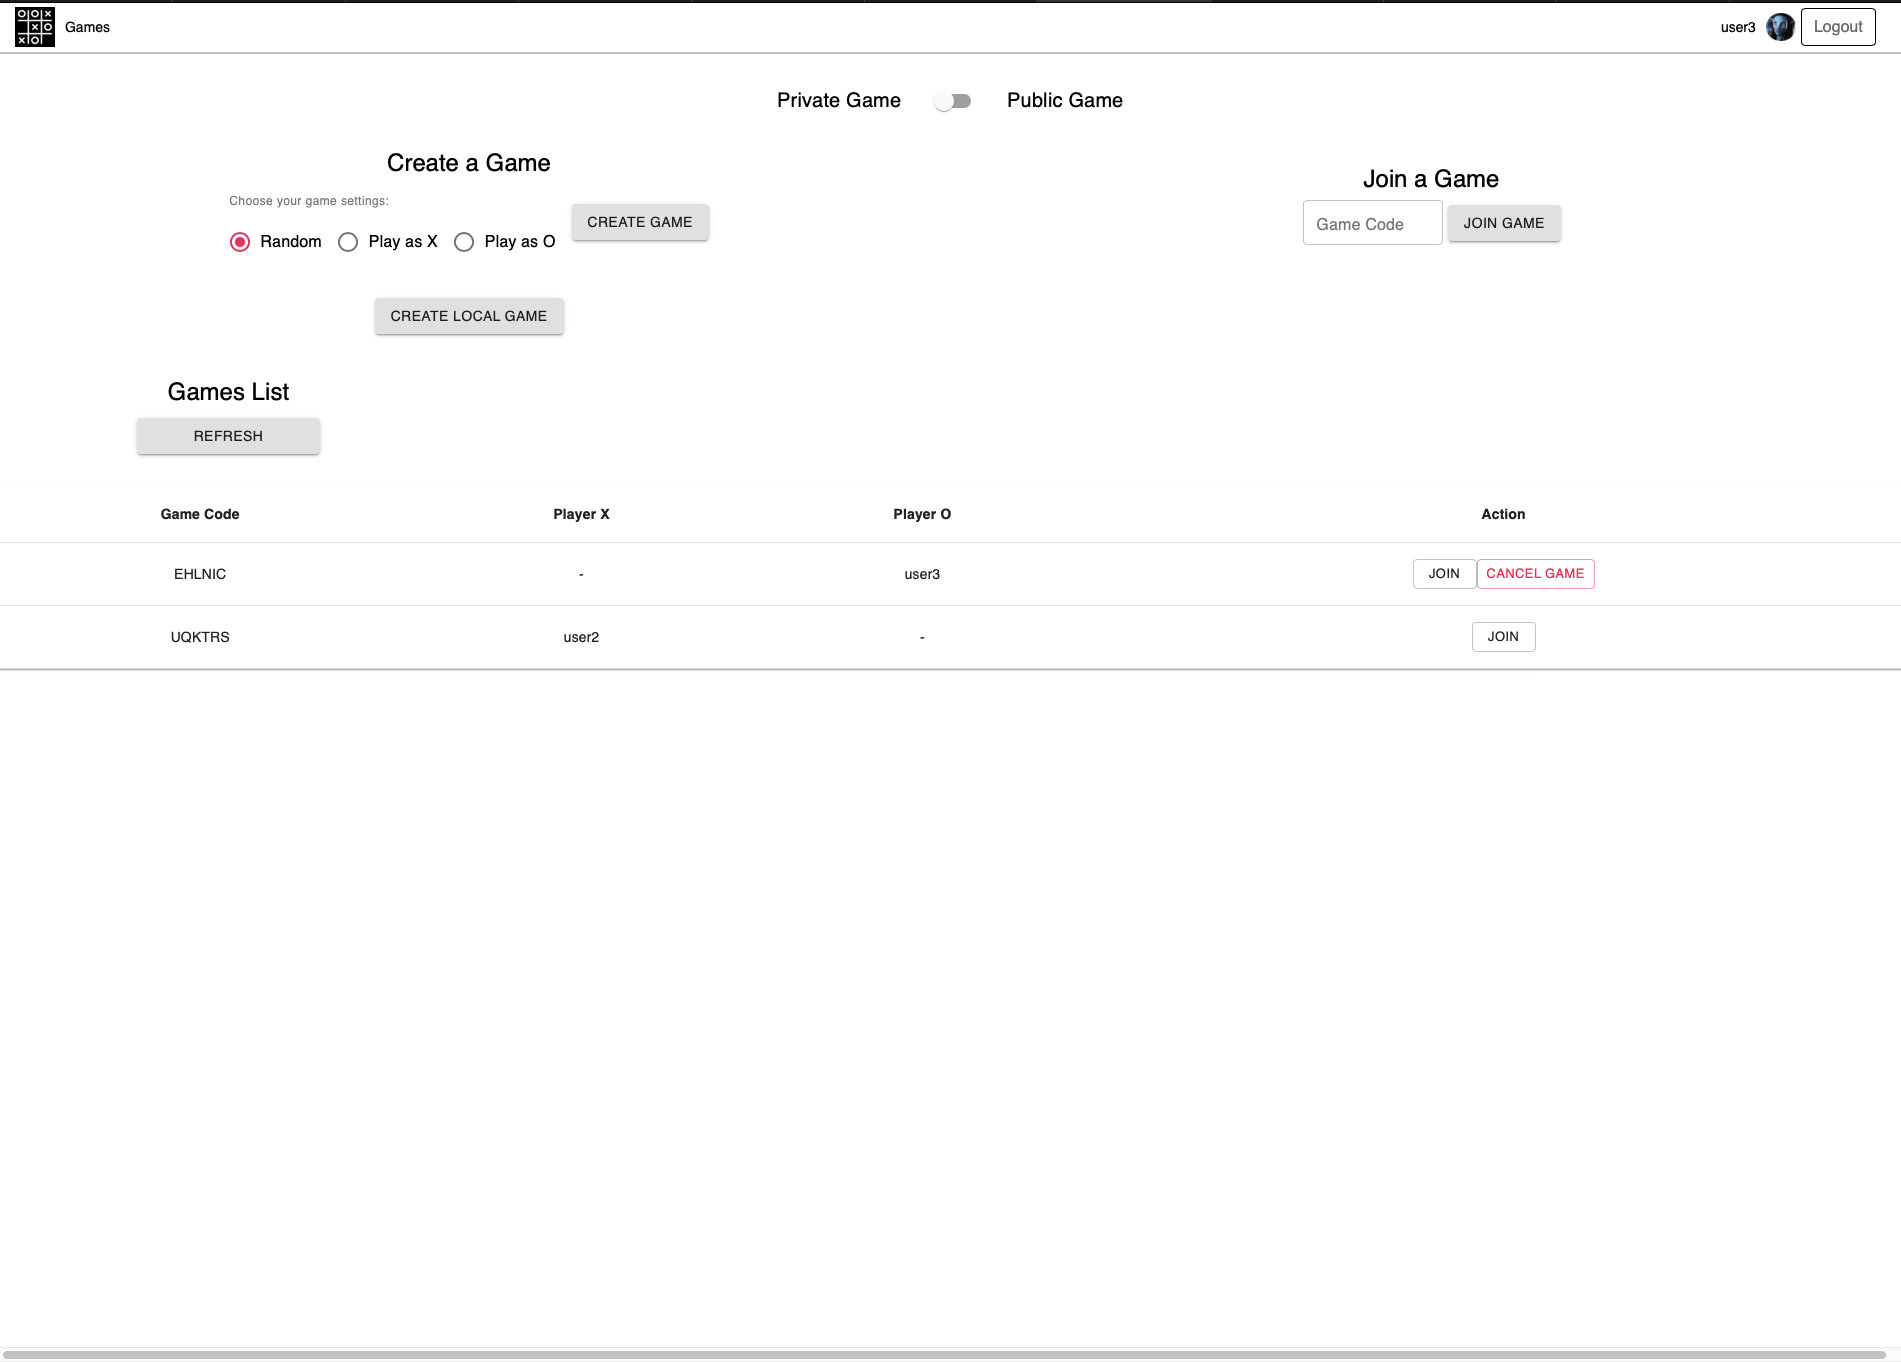 Games
user3
Logout
Private Game
Public Game
Create a Game
Choose your game settings:
Random
Play as X
Play as O
CREATE GAME
CREATE LOCAL GAME
Join a Game
Game Code
JOIN GAME
Games List
REFRESH
Game Code Player X Player O Action
EHLNIC - user3 JOIN CANCEL GAME
UQKTRS user2 - JOIN